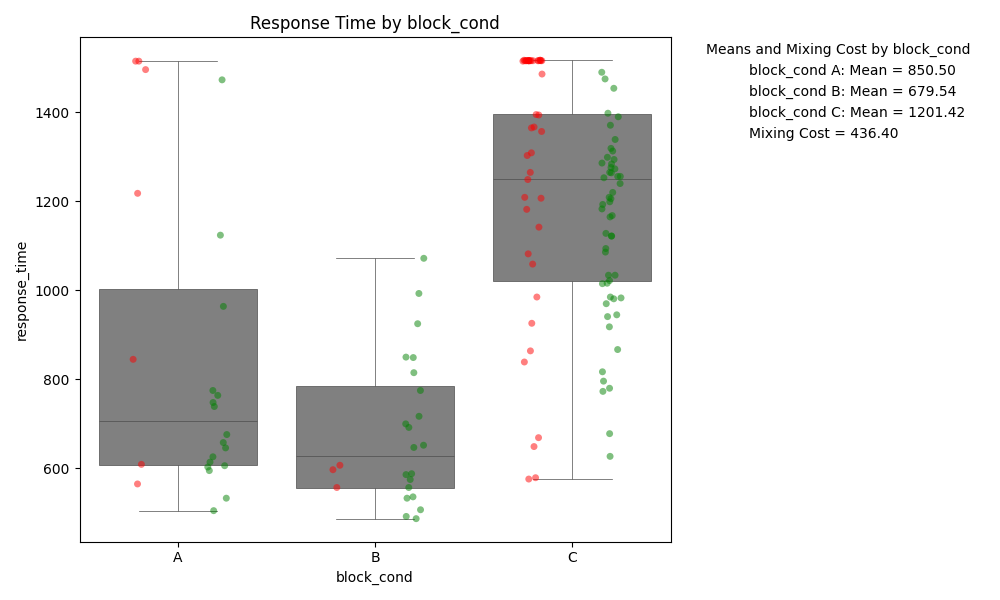 Response Time by block_cond
Means and Mixing Cost by block_cond
block_cond A: Mean = 850.50
block_cond B: Mean = 679.54
block_cond C: Mean = 1201.42
Mixing Cost = 436.40
response_time
1400
1200
1000
800
600
A
B
C
block_cond